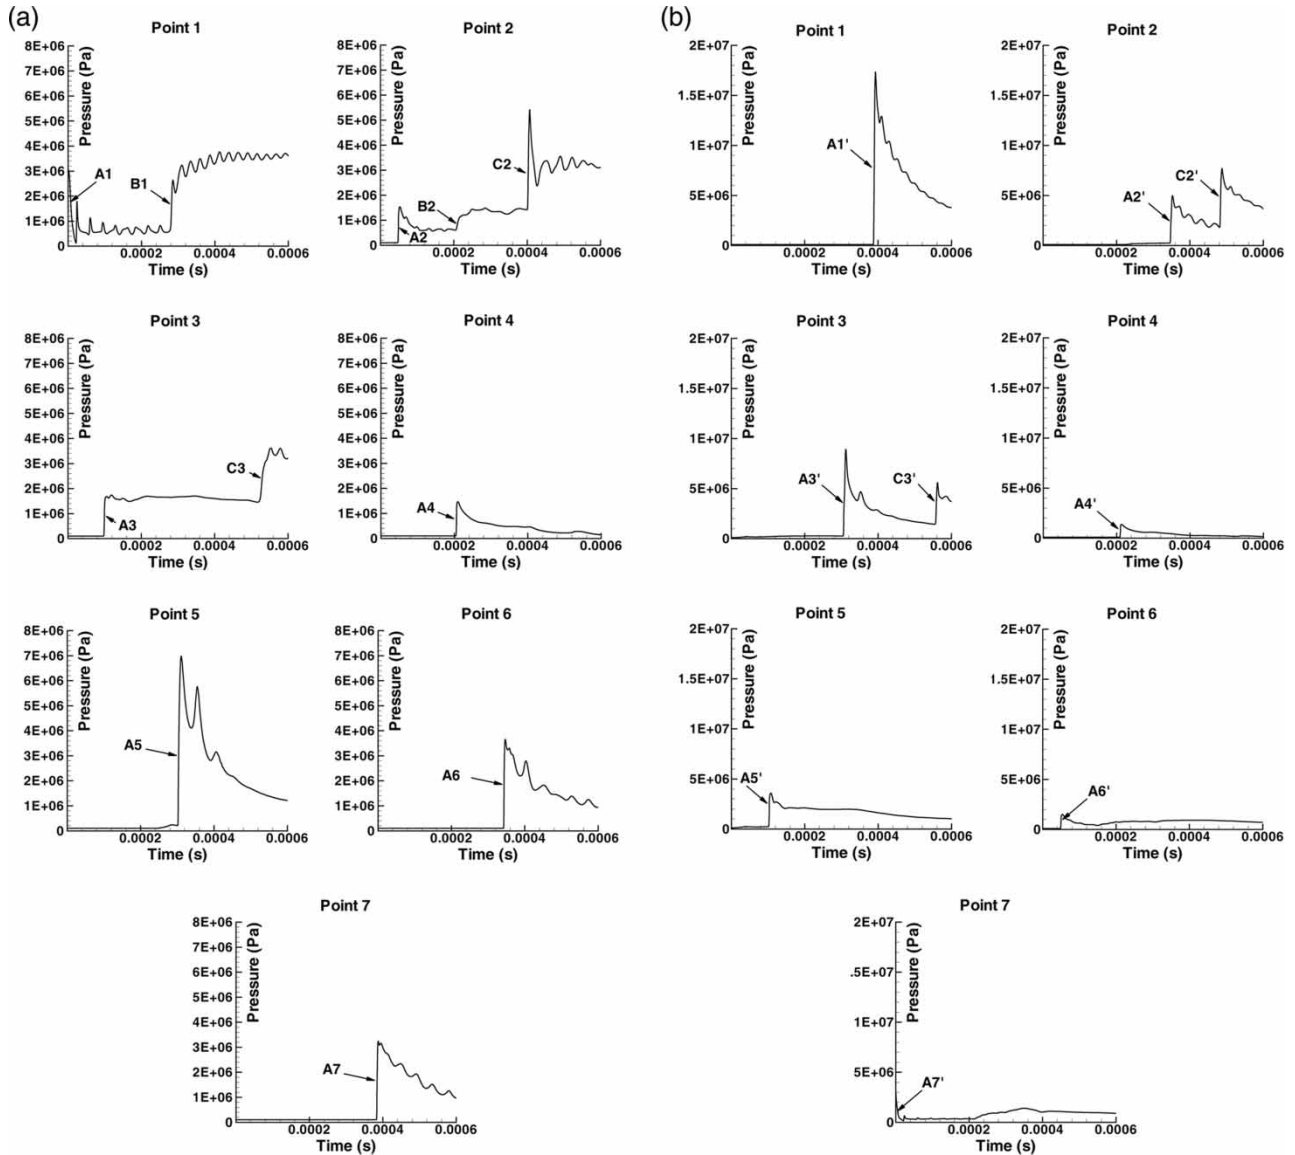 (a)
Point 1
8E+06
7E+06
6E+06
5E+06
4E+06
3E+06
2E+06
1E+06
0
Pressure (Pa)
A1
B1
0.0002 0.0004 0.0006
Time (s)
Point 2
8E+06
7E+06
6E+06
5E+06
4E+06
3E+06
2E+06
1E+06
0
Pressure (Pa)
C2
B2
A2
0.0002 0.0004 0.0006
Time (s)
(b)
Point 1
2E+07
1.5E+07
1E+07
5E+06
0
Pressure (Pa)
A1'
0.0002 0.0004 0.0006
Time (s)
Point 2
2E+07
1.5E+07
1E+07
5E+06
0
Pressure (Pa)
C2'
A2'
0.0002 0.0004 0.0006
Time (s)
Point 3
8E+06
7E+06
6E+06
5E+06
4E+06
3E+06
2E+06
1E+06
0
Pressure (Pa)
C3
A3
0.0002 0.0004 0.0006
Time (s)
Point 4
8E+06
7E+06
6E+06
5E+06
4E+06
3E+06
2E+06
1E+06
0
Pressure (Pa)
A4
0.0002 0.0004 0.0006
Time (s)
Point 3
2E+07
1.5E+07
1E+07
5E+06
0
Pressure (Pa)
A3'
C3'
0.0002 0.0004 0.0006
Time (s)
Point 4
2E+07
1.5E+07
1E+07
5E+06
0
Pressure (Pa)
A4'
0.0002 0.0004 0.0006
Time (s)
Point 5
8E+06
7E+06
6E+06
5E+06
4E+06
3E+06
2E+06
1E+06
0
Pressure (Pa)
A5
0.0002 0.0004 0.0006
Time (s)
Point 6
8E+06
7E+06
6E+06
5E+06
4E+06
3E+06
2E+06
1E+06
0
Pressure (Pa)
A6
0.0002 0.0004 0.0006
Time (s)
Point 5
2E+07
1.5E+07
1E+07
5E+06
0
Pressure (Pa)
A5'
0.0002 0.0004 0.0006
Time (s)
Point 6
2E+07
1.5E+07
1E+07
5E+06
0
Pressure (Pa)
A6'
0.0002 0.0004 0.0006
Time (s)
Point 7
8E+06
7E+06
6E+06
5E+06
4E+06
3E+06
2E+06
1E+06
0
Pressure (Pa)
A7
0.0002 0.0004 0.0006
Time (s)
Point 7
2E+07
.5E+07
1E+07
5E+06
0
Pressure (Pa)
A7'
0.0002 0.0004 0.0006
Time (s)